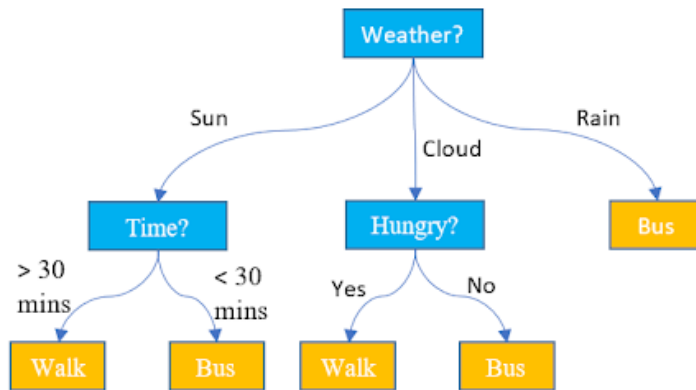 Weather?
Sun
Cloud
Rain
Time?
Hungry?
Bus
> 30
mins
< 30
mins
Yes
No
Walk
Bus
Walk
Bus